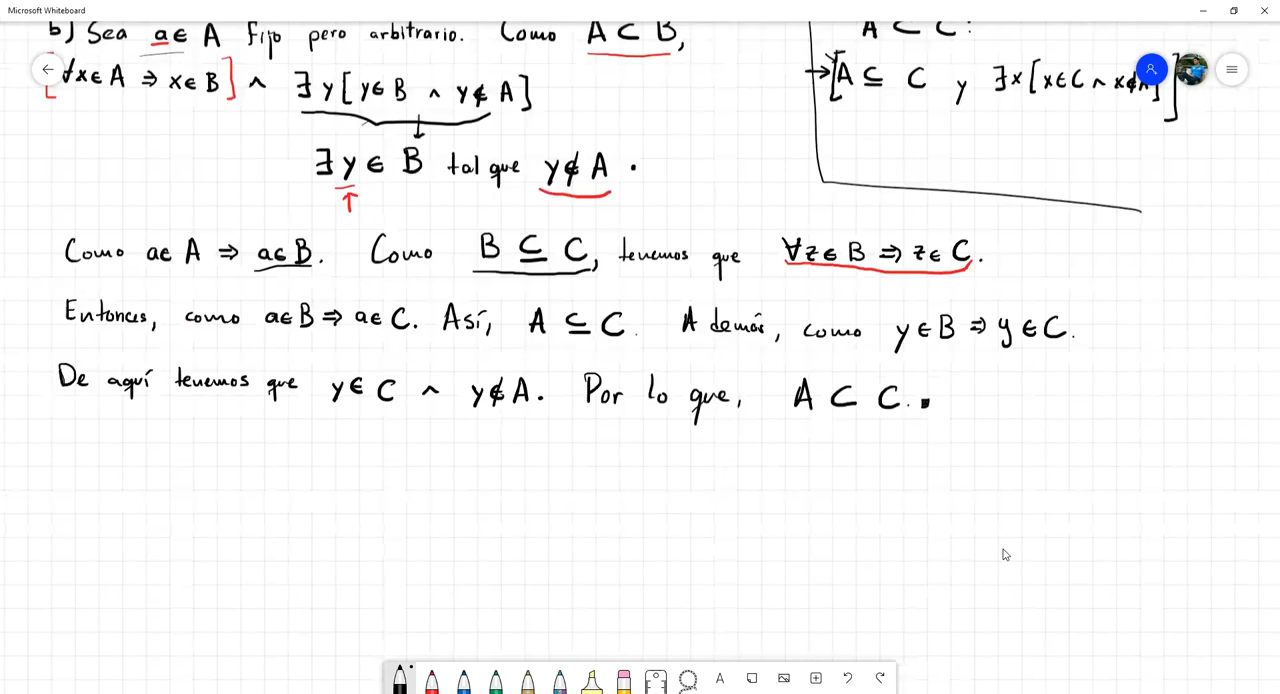 Microsoft Whiteboard
b) Sea a ∈ A fijo pero arbitrario. Como A ⊂ B,
[∀x∈A ⇒ x∈B] ∧ ∃y[y∈B ∧ y∉A]
∃y ∈ B tal que y∉A.
A ⊂ C:
→[A ⊆ C y ∃x[x∈C ∧ x∉A]]
Como a∈A ⇒ a∈B. Como B ⊆ C, tenemos que ∀z∈B ⇒ z∈C.
Entonces, como a∈B ⇒ a∈C. Así, A ⊆ C. Además, como y∈B ⇒ y∈C.
De aquí tenemos que y∈C ∧ y∉A. Por lo que, A ⊂ C. ▪
A